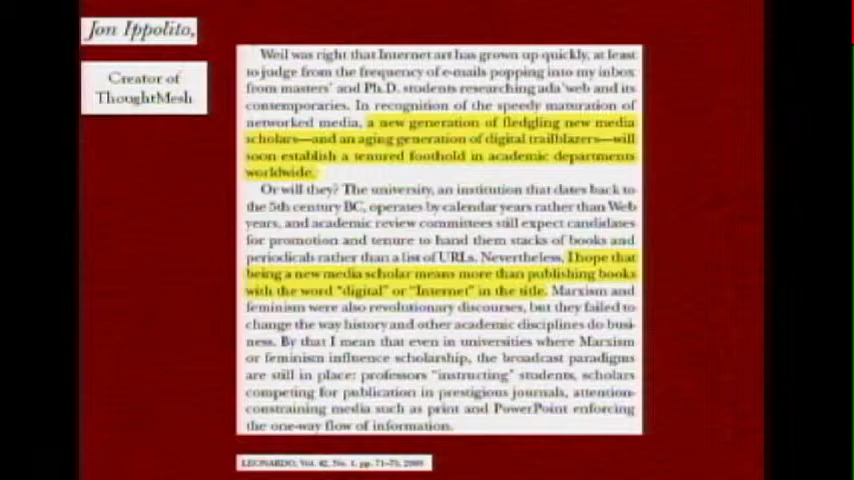 Jon Ippolito,
Creator of
ThoughtMesh
Weil was right that Internet art has grown up quickly, at least
to judge from the frequency of e-mails popping into my inbox
from masters' and Ph.D. students researching ada'web and its
contemporaries. In recognition of the speedy maturation of
networked media, a new generation of fledgling new media
scholars—and an aging generation of digital trailblazers—will
soon establish a tenured foothold in academic departments
worldwide.
Or will they? The university, an institution that dates back to
the 5th century BC, operates by calendar years rather than Web
years, and academic review committees still expect candidates
for promotion and tenure to hand them stacks of books and
periodicals rather than a list of URLs. Nevertheless, I hope that
being a new media scholar means more than publishing books
with the word "digital" or "Internet" in the title. Marxism and
feminism were also revolutionary discourses, but they failed to
change the way history and other academic disciplines do busi-
ness. By that I mean that even in universities where Marxism
or feminism influence scholarship, the broadcast paradigms
are still in place: professors "instructing" students, scholars
competing for publication in prestigious journals, attention-
constraining media such as print and PowerPoint enforcing
the one-way flow of information.
LEONARDO, Vol. 42, No. 1, pp. 71–75, 2009